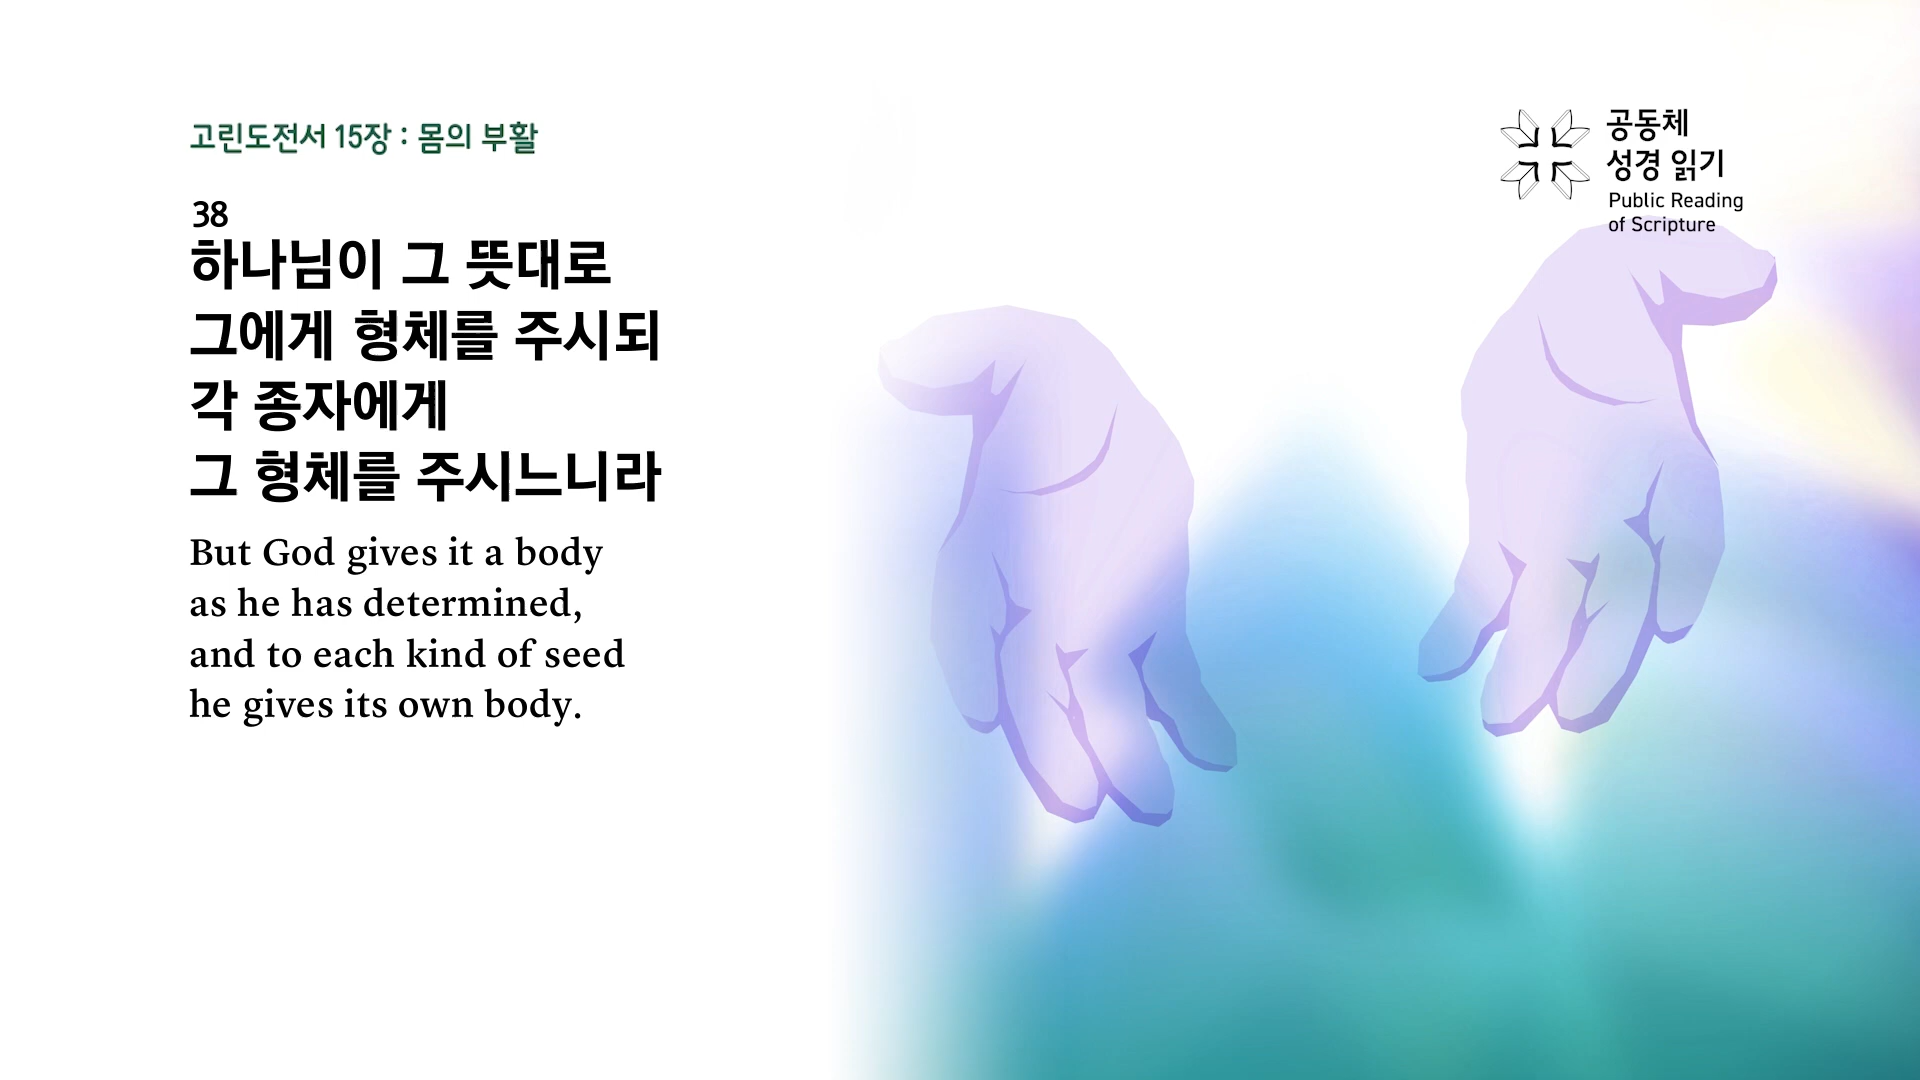 고린도전서 15장 : 몸의 부활
38
하나님이 그 뜻대로
그에게 형체를 주시되
각 종자에게
그 형체를 주시느니라
But God gives it a body
as he has determined,
and to each kind of seed
he gives its own body.
공동체
성경 읽기
Public Reading
of Scripture